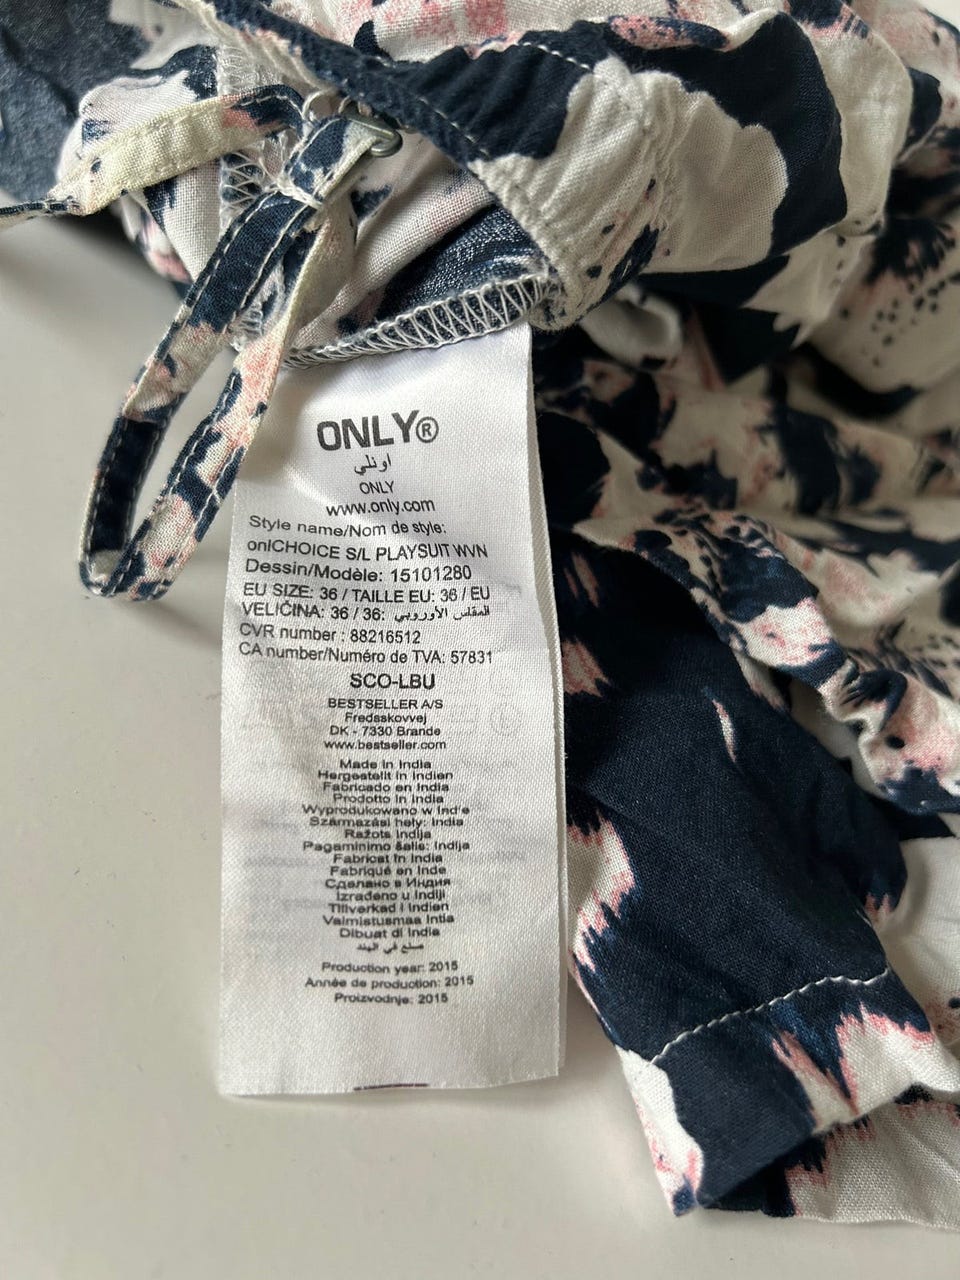 ONLY®
اونلي
ONLY
www.only.com
Style name/Nom de style:
onlCHOICE S/L PLAYSUIT WVN
Dessin/Modèle: 15101280
EU SIZE: 36 / TAILLE EU: 36 / EU
VELIČINA: 36 / 36: المقاس الأوروبي
CVR number : 88216512
CA number/Numéro de TVA: 57831
SCO-LBU
BESTSELLER A/S
Fredsskovvej
DK - 7330 Brande
www.bestseller.com
Made in India
Hergestellt in Indien
Fabricado en India
Prodotto in India
Wyprodukowano w Indie
Származási hely: India
Ražots Indija
Pagaminimo šalis: Indija
Fabricat în India
Fabriqué en Inde
Сделано в Индия
Izrađeno u Indiji
Tillverkad i Indien
Valmistusmaa Intia
Dibuat di India
صنع في الهند
Production year: 2015
Année de production: 2015
Proizvodnje: 2015